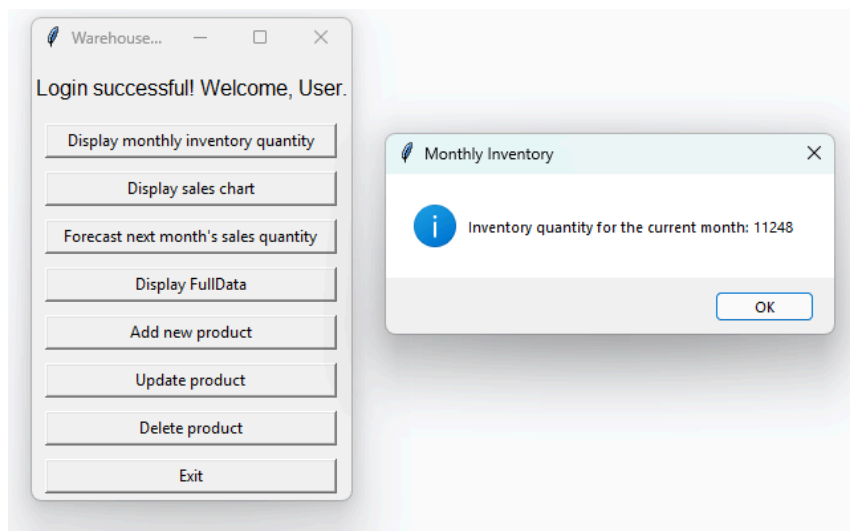 Warehouse...
Login successful! Welcome, User.
Display monthly inventory quantity
Display sales chart
Forecast next month's sales quantity
Display FullData
Add new product
Update product
Delete product
Exit
Monthly Inventory
Inventory quantity for the current month: 11248
OK